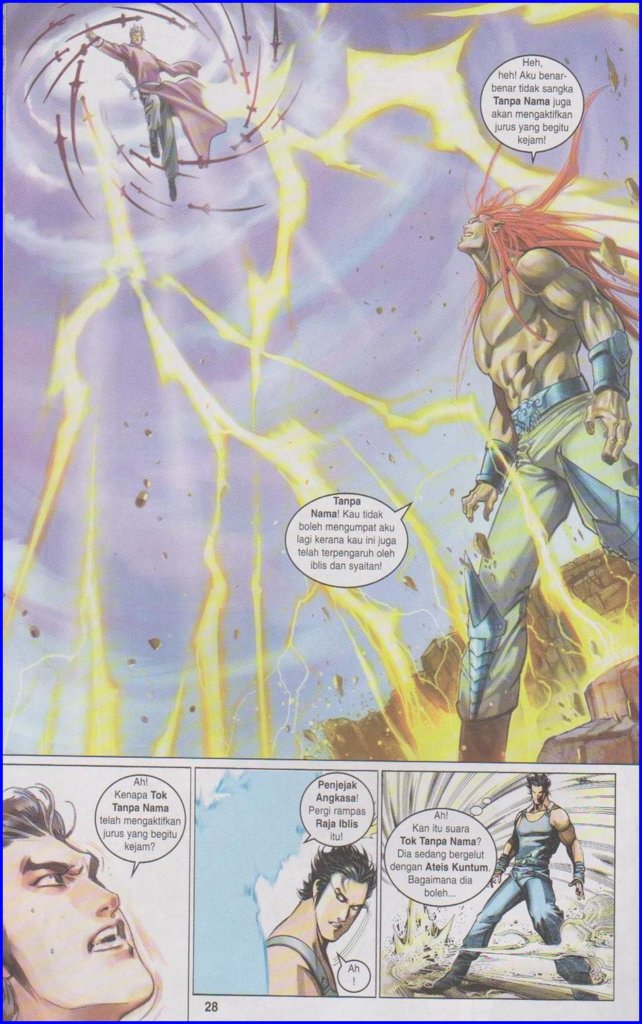 Heh,
heh! Aku benar-
benar tidak sangka
Tanpa Nama juga
akan mengaktifkan
jurus yang begitu
kejam!
Tanpa
Nama! Kau tidak
boleh mengumpat aku
lagi kerana kau ini juga
telah terpengaruh oleh
iblis dan syaitan!
Ah!
Kenapa Tok
Tanpa Nama
telah mengaktifkan
jurus yang begitu
kejam?
Penjejak
Angkasa!
Pergi rampas
Raja Iblis
itu!
Ah
!
Ah!
Kan itu suara
Tok Tanpa Nama?
Dia sedang bergelut
dengan Ateis Kuntum.
Bagaimana dia
boleh...
28